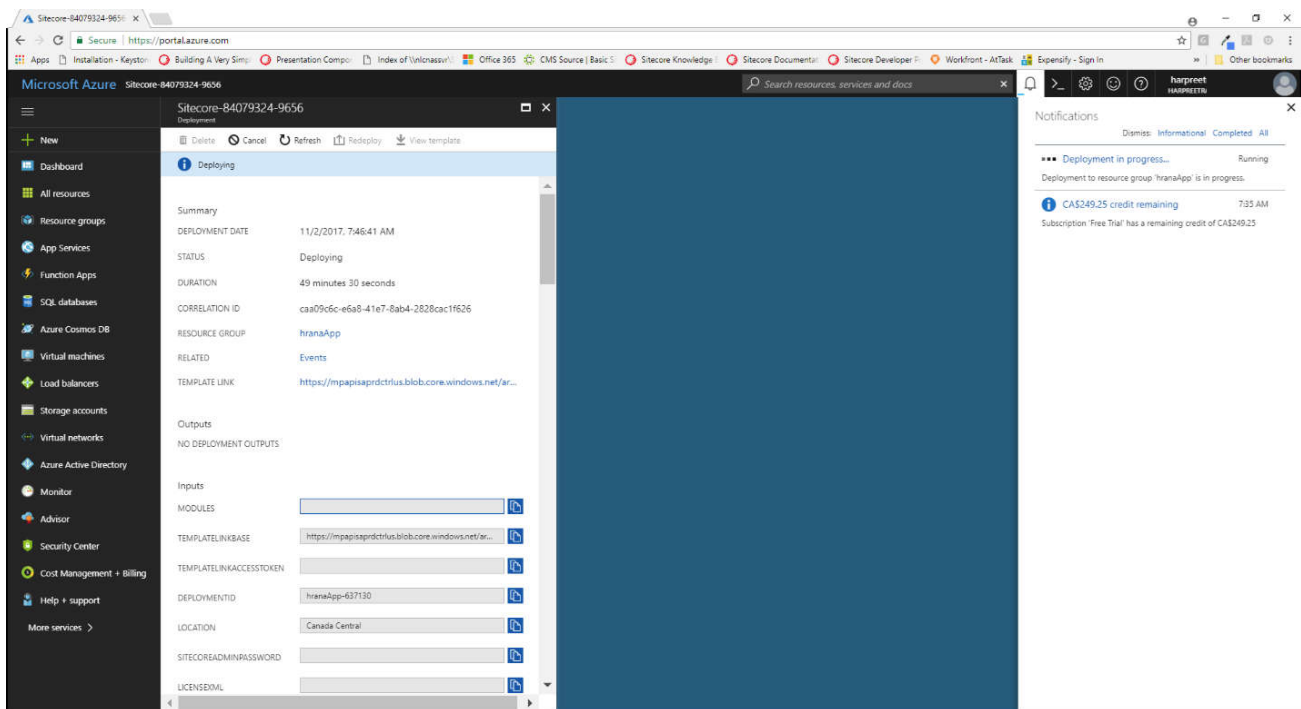 Sitecore-84079324-9656
Secure | https://portal.azure.com
Apps Installation - Keyston Building A Very Simp Presentation Compo Index of \\nlcnassvr\ Office 365 CMS Source | Basic S Sitecore Knowledge Sitecore Documentat Sitecore Developer Workfront - AtTask Expensify - Sign In » Other bookmarks
Microsoft Azure Sitecore-84079324-9656
Search resources, services and docs
harpreet
New
Dashboard
All resources
Resource groups
App Services
Function Apps
SQL databases
Azure Cosmos DB
Virtual machines
Load balancers
Storage accounts
Virtual networks
Azure Active Directory
Monitor
Advisor
Security Center
Cost Management + Billing
Help + support
More services >
Sitecore-84079324-9656
Deployment
Delete Cancel Refresh Redeploy View template
Deploying
Summary
DEPLOYMENT DATE 11/2/2017, 7:46:41 AM
STATUS Deploying
DURATION 49 minutes 30 seconds
CORRELATION ID caa09c6c-e6a8-41e7-8ab4-2828cac1f626
RESOURCE GROUP hranaApp
RELATED Events
TEMPLATE LINK https://mpapisaprdctrlus.blob.core.windows.net/ar...
Outputs
NO DEPLOYMENT OUTPUTS
Inputs
MODULES
TEMPLATELINKBASE https://mpapisaprdctrlus.blob.core.windows.net/ar...
TEMPLATELINKACCESSTOKEN
DEPLOYMENTID hranaApp-637130
LOCATION Canada Central
SITECOREADMINPASSWORD
LICENSEXML
Notifications
Dismiss: Informational Completed All
Deployment in progress... Running
Deployment to resource group 'hranaApp' is in progress.
CA$249.25 credit remaining 7:35 AM
Subscription 'Free Trial' has a remaining credit of CA$249.25